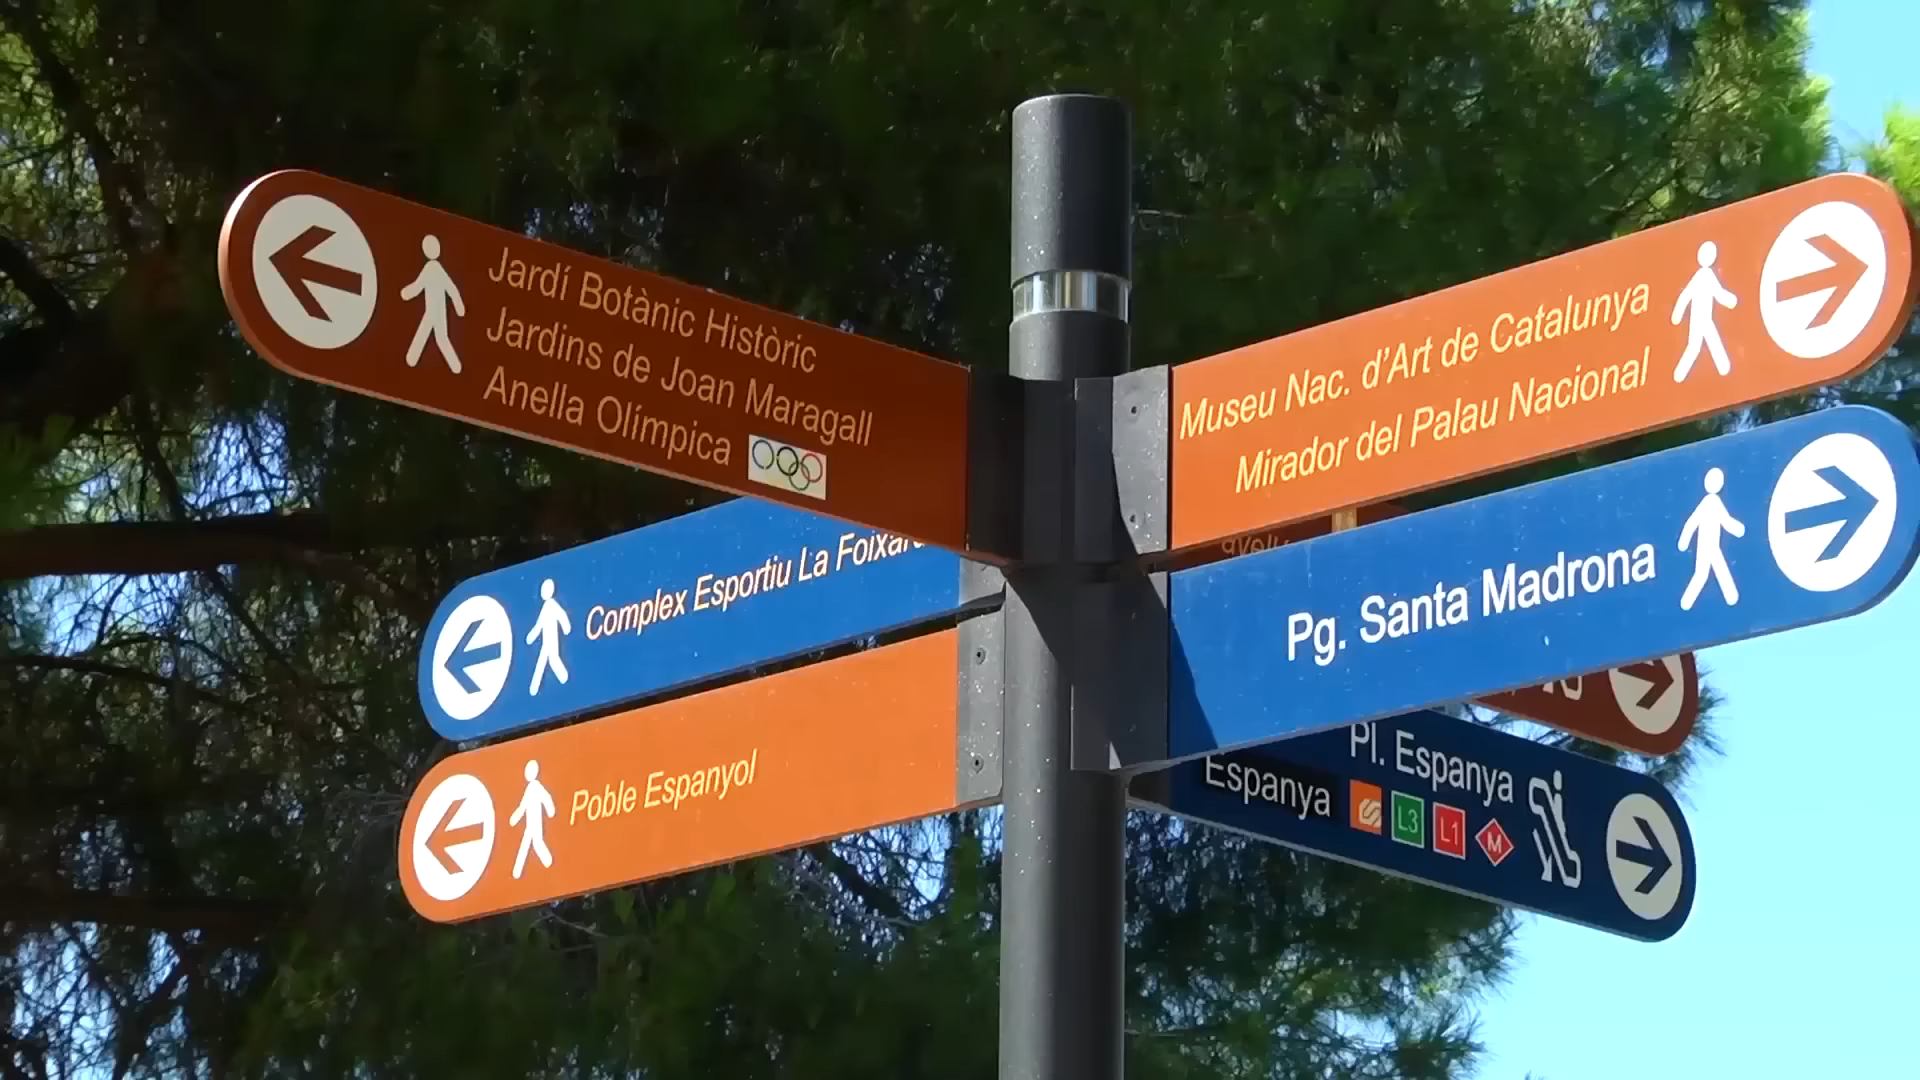 Jardí Botànic Històric
Jardins de Joan Maragall
Anella Olímpica
Complex Esportiu La
Poble Espanyol
Museu Nac. d'Art de Catalunya
Mirador del Palau Nacional
Pg. Santa Madrona
Pl. Espanya
Espanya L3 L1 M